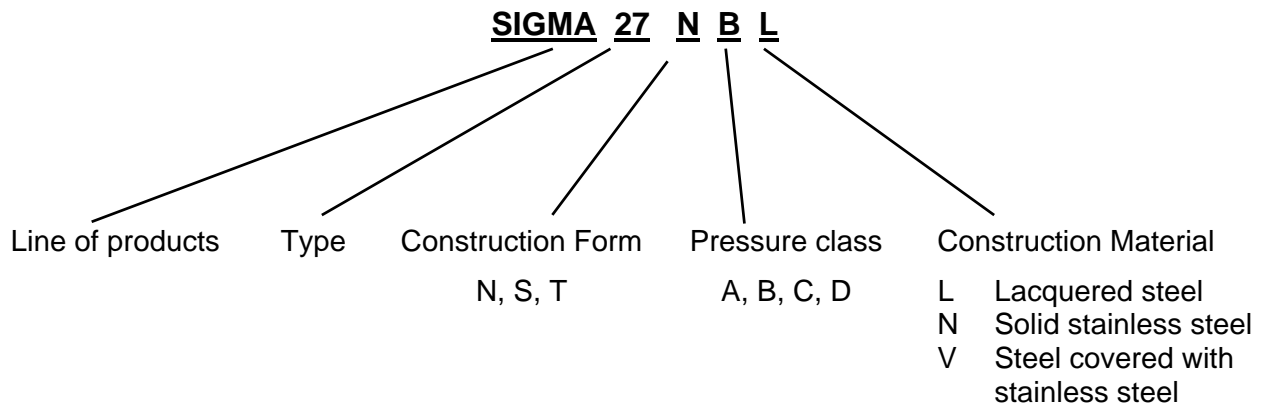 SIGMA 27 N B L
Line of products Type Construction Form Pressure class Construction Material
N, S, T A, B, C, D L Lacquered steel
N Solid stainless steel
V Steel covered with
stainless steel